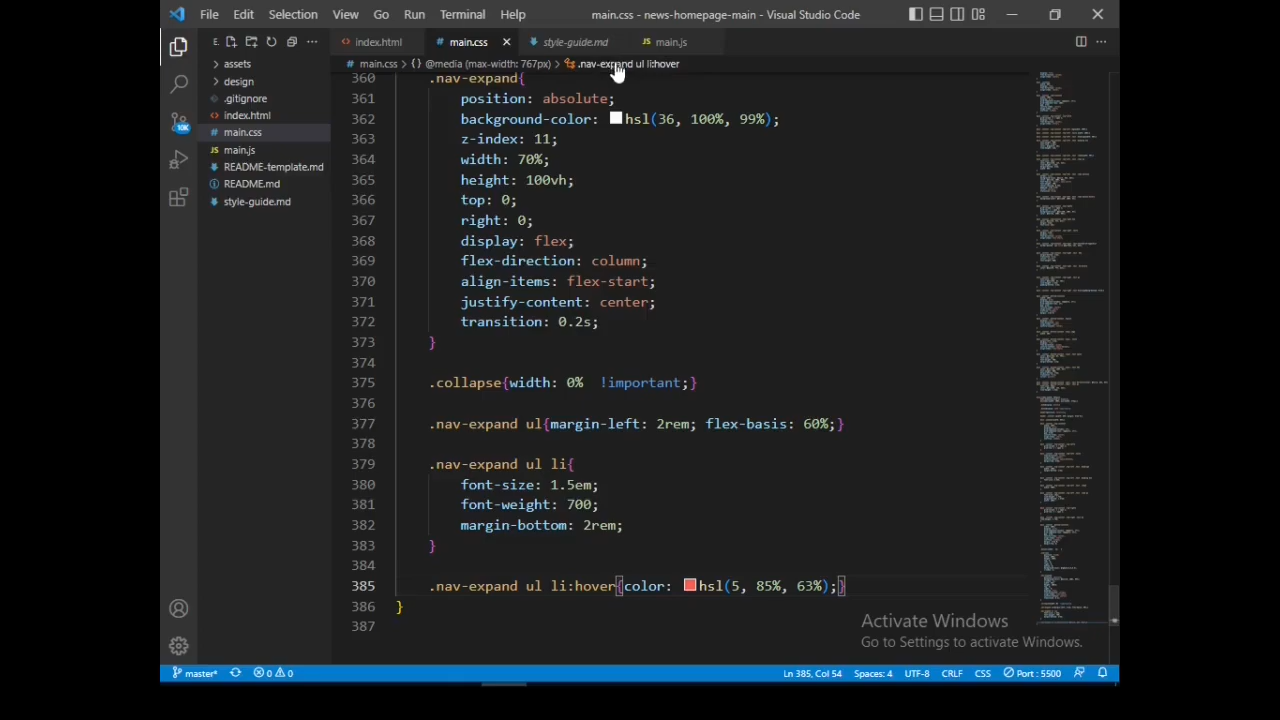 File Edit Selection View Go Run Terminal Help main.css - news-homepage-main - Visual Studio Code
E.
index.html main.css style-guide.md main.js
main.css > { } @media (max-width: 767px) > .nav-expand ul li:hover
assets
design
.gitignore
index.html
main.css
main.js
README-template.md
README.md
style-guide.md
10K
360 .nav-expand{
361 position: absolute;
362 background-color: hsl(36, 100%, 99%);
363 z-index: 11;
364 width: 70%;
365 height: 100vh;
366 top: 0;
367 right: 0;
368 display: flex;
369 flex-direction: column;
370 align-items: flex-start;
371 justify-content: center;
372 transition: 0.2s;
373 }
374
375 .collapse{width: 0% !important;}
376
377 .nav-expand ul{margin-left: 2rem; flex-basis: 60%;}
378
379 .nav-expand ul li{
380 font-size: 1.5em;
381 font-weight: 700;
382 margin-bottom: 2rem;
383 }
384
385 .nav-expand ul li:hover{color: hsl(5, 85%, 63%);}
386 }
387
Activate Windows
Go to Settings to activate Windows.
master* 0 0 Ln 385, Col 54 Spaces: 4 UTF-8 CRLF CSS Port : 5500